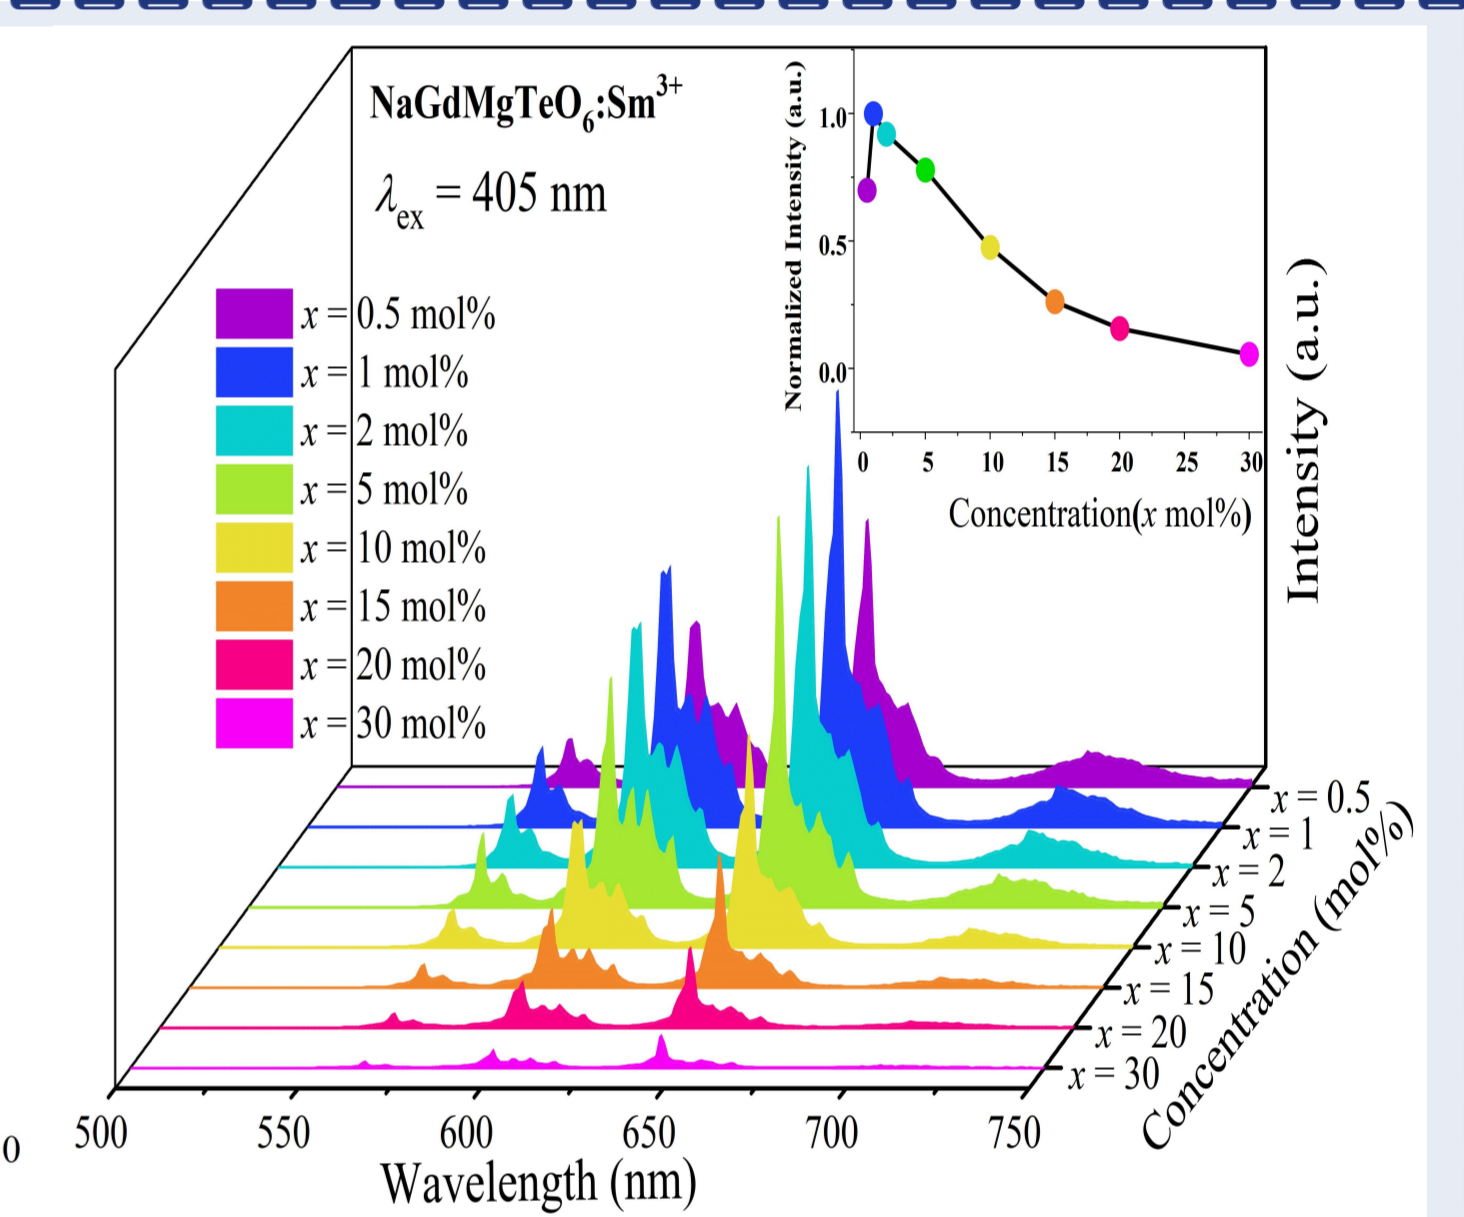 NaGdMgTeO₆:Sm³⁺
λex = 405 nm
x = 0.5 mol%
x = 1 mol%
x = 2 mol%
x = 5 mol%
x = 10 mol%
x = 15 mol%
x = 20 mol%
x = 30 mol%
Normalized Intensity (a.u.)
1.0
0.5
0.0
0 5 10 15 20 25 30
Concentration(x mol%)
Intensity (a.u.)
x = 0.5
x = 1
x = 2
x = 5
x = 10
x = 15
x = 20
x = 30
Concentration (mol%)
0
500 550 600 650 700 750
Wavelength (nm)